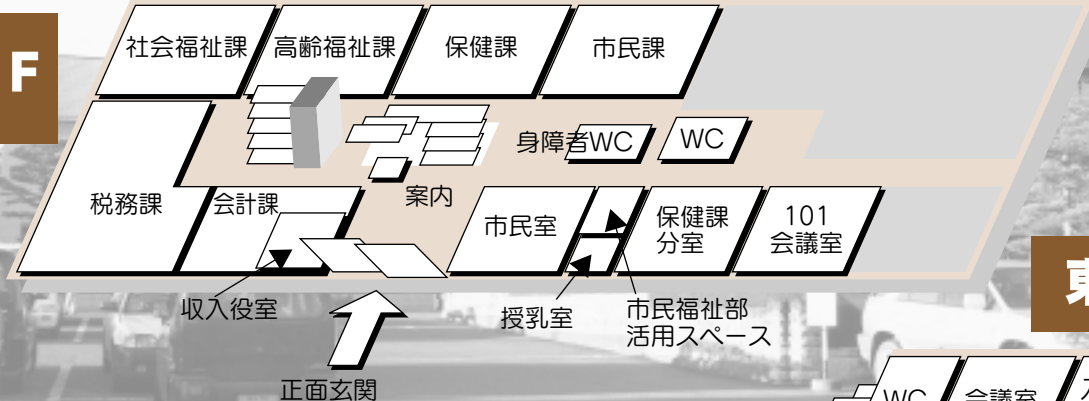 F
社会福祉課
高齢福祉課
保健課
市民課
身障者WC
WC
税務課
会計課
案内
市民室
保健課
分室
101
会議室
収入役室
授乳室
市民福祉部
活用スペース
正面玄関
東
WC
会議室